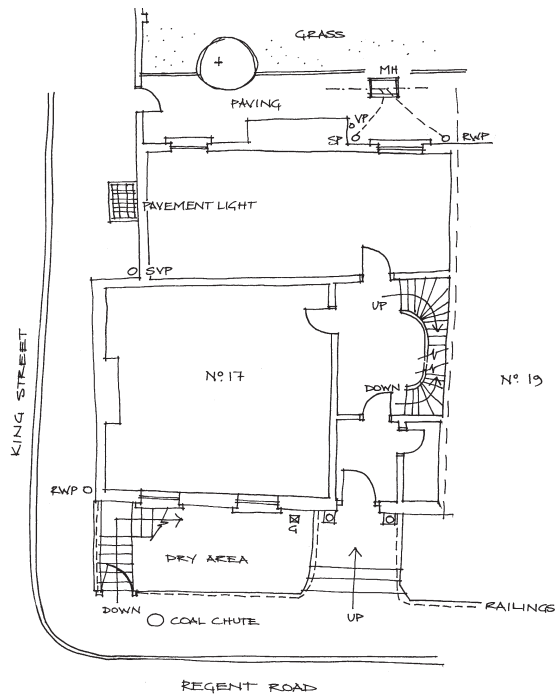 GRASS
MH
PAVING
VP
SP
RWP
PAVEMENT LIGHT
SVP
UP
KING STREET
Nº 17
DOWN
Nº 19
RWP
G
DRY AREA
DOWN
COAL CHUTE
UP
RAILINGS
REGENT ROAD